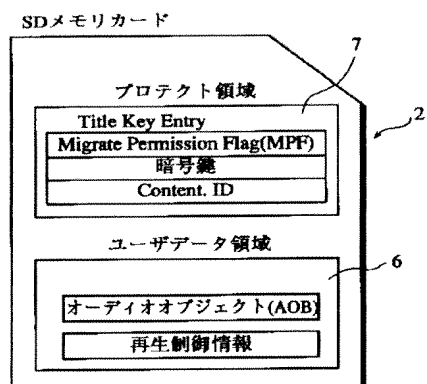 SDメモリカード
7
プロテクト領域
2
Title Key Entry
Migrate Permission Flag(MPF)
暗号鍵
Content. ID
ユーザデータ領域
6
オーディオオブジェクト(AOB)
再生制御情報